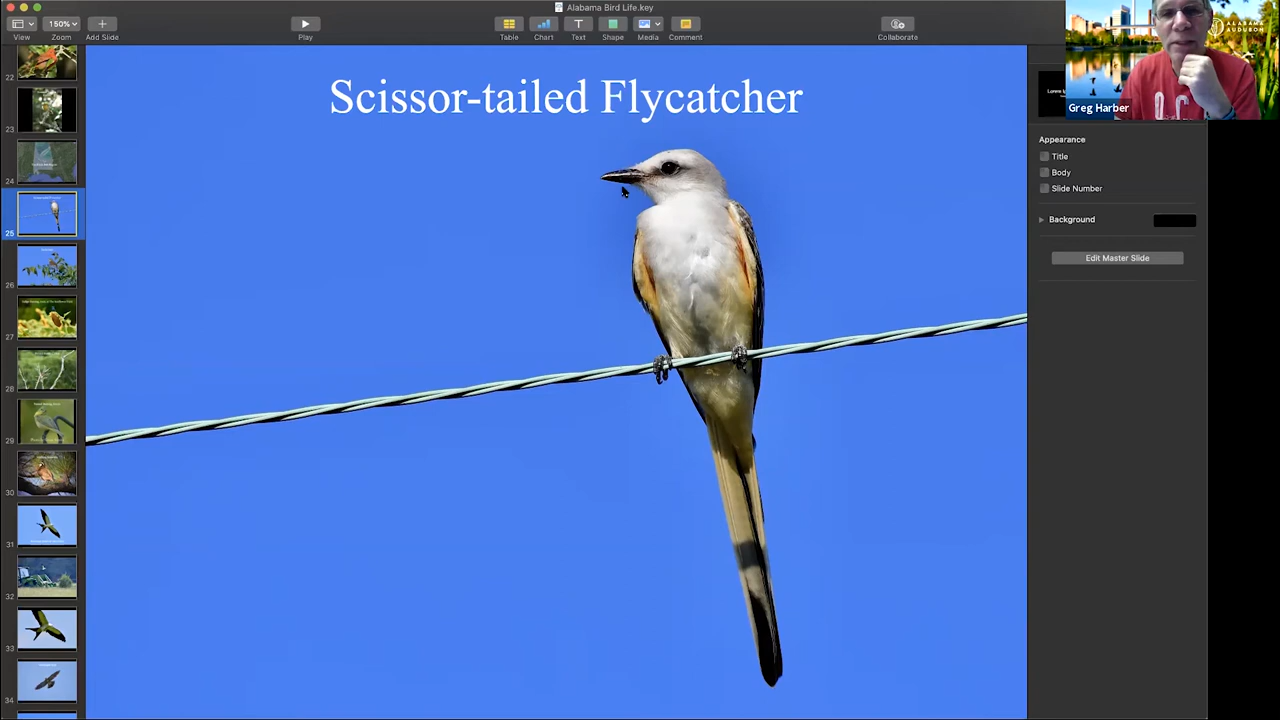 Alabama Bird Life.key
150%
View
Zoom
Add Slide
Play
Table
Chart
Text
Shape
Media
Comment
Collaborate
ALABAMA
AUDUBON
Greg Harber
Scissor-tailed Flycatcher
Appearance
Title
Body
Slide Number
Background
Edit Master Slide
22
23
24
25
26
27
28
29
30
31
32
33
34